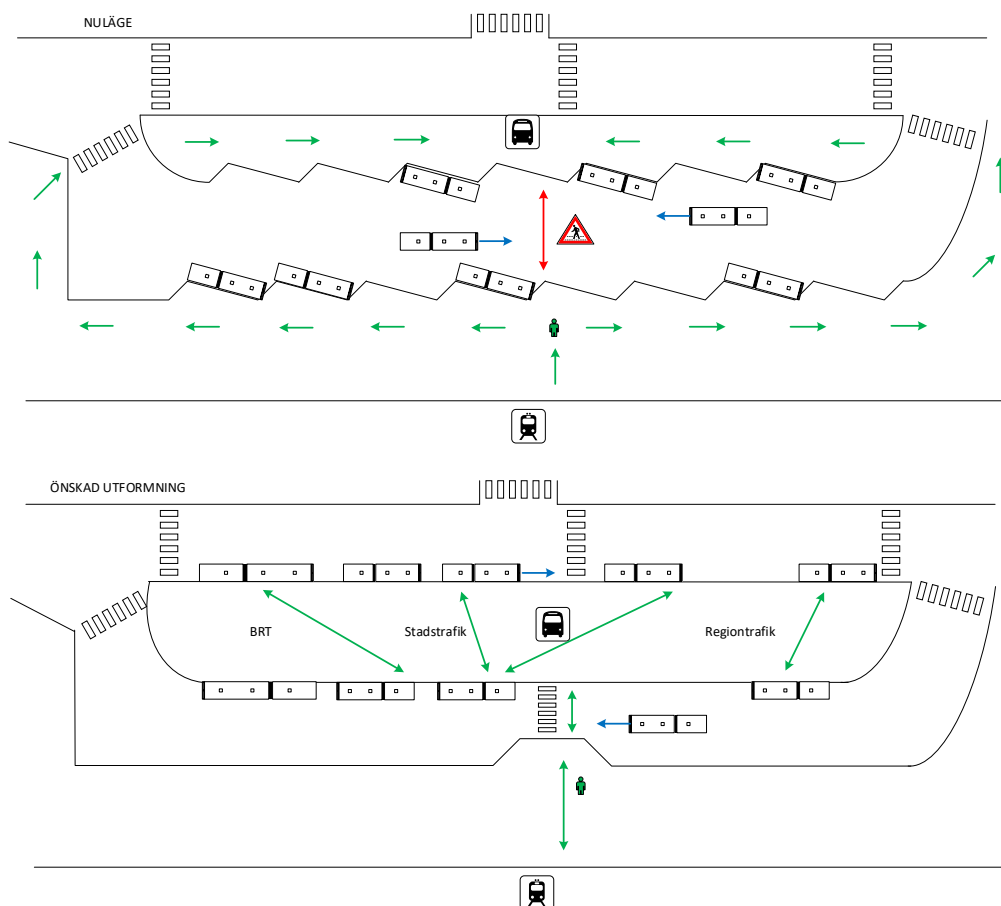 NULÄGE
ÖNSKAD UTFORMNING
BRT
Stadstrafik
Regiontrafik